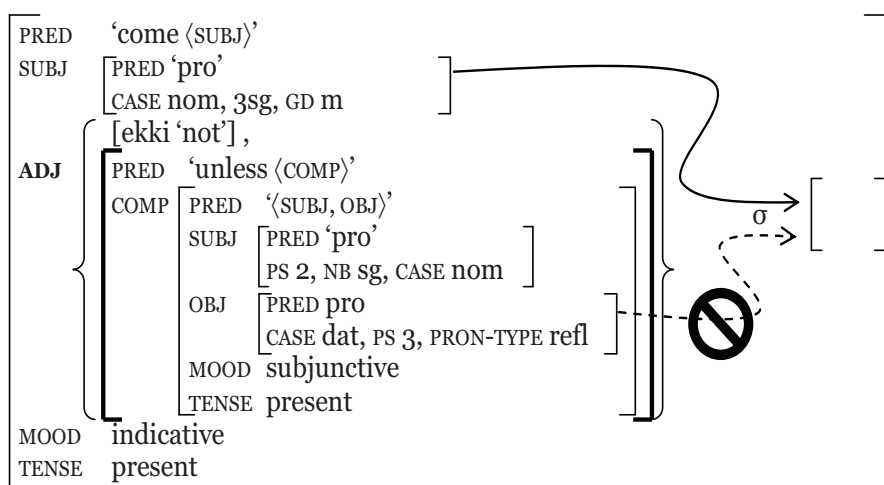 PRED ‘come ⟨SUBJ⟩’
SUBJ PRED ‘pro’
CASE nom, 3sg, GD m
[ekki ‘not’] ,
ADJ PRED ‘unless ⟨COMP⟩’
COMP PRED ‘⟨SUBJ, OBJ⟩’
σ
SUBJ PRED ‘pro’
PS 2, NB sg, CASE nom
OBJ PRED pro
CASE dat, PS 3, PRON-TYPE refl
MOOD subjunctive
TENSE present
MOOD indicative
TENSE present